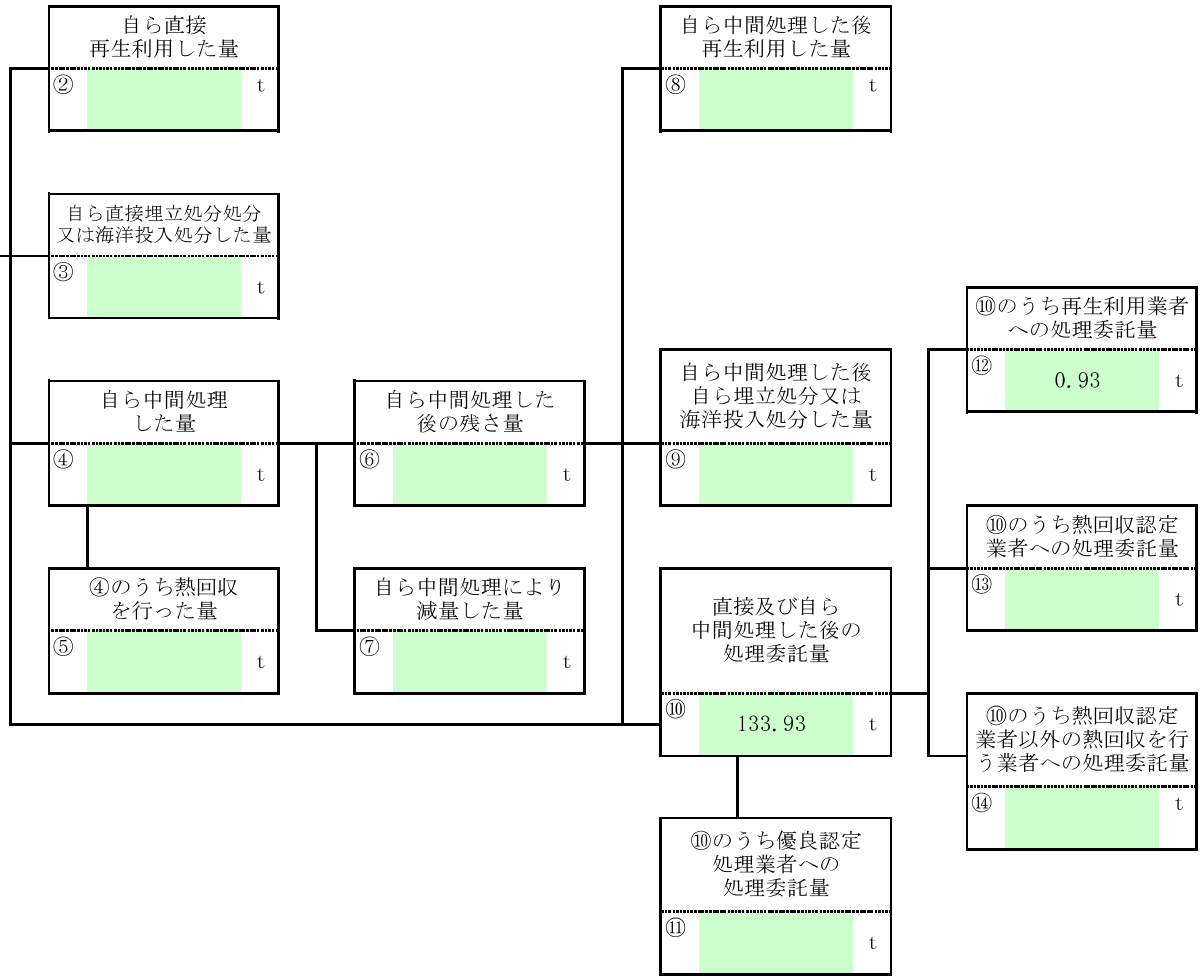 自ら直接
再生利用した量
② t
自ら中間処理した後
再生利用した量
⑧ t
自ら直接埋立処分処分
又は海洋投入処分した量
③ t
⑩のうち再生利用業者
への処理委託量
⑫ 0.93 t
自ら中間処理
した量
④ t
自ら中間処理した
後の残さ量
⑥ t
自ら中間処理した後
自ら埋立処分又は
海洋投入処分した量
⑨ t
⑩のうち熱回収認定
業者への処理委託量
⑬ t
④のうち熱回収
を行った量
⑤ t
自ら中間処理により
減量した量
⑦ t
直接及び自ら
中間処理した後の
処理委託量
⑩ 133.93 t
⑩のうち熱回収認定
業者以外の熱回収を行
う業者への処理委託量
⑭ t
⑩のうち優良認定
処理業者への
処理委託量
⑪ t